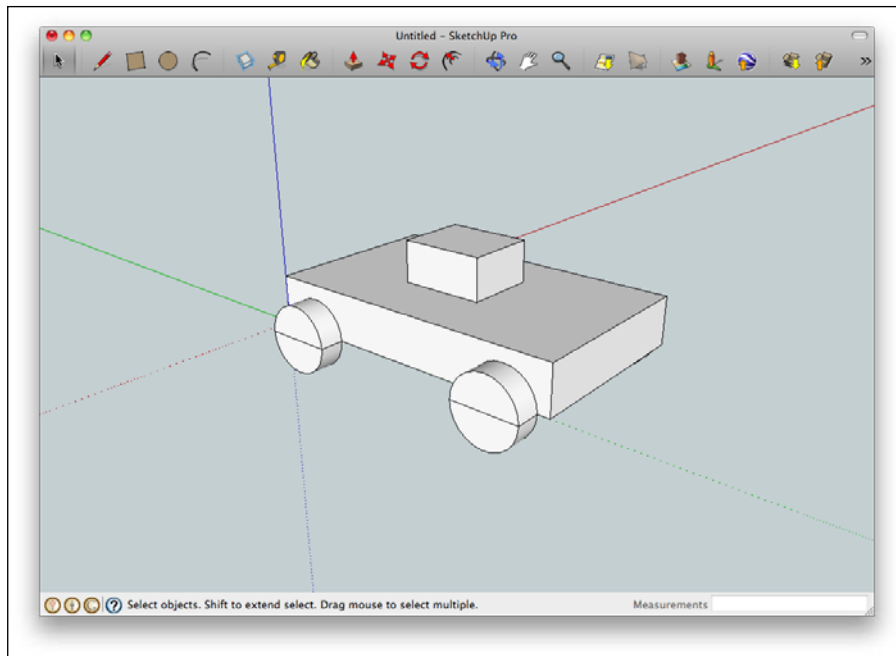 Untitled – SketchUp Pro
»
Select objects. Shift to extend select. Drag mouse to select multiple.
Measurements